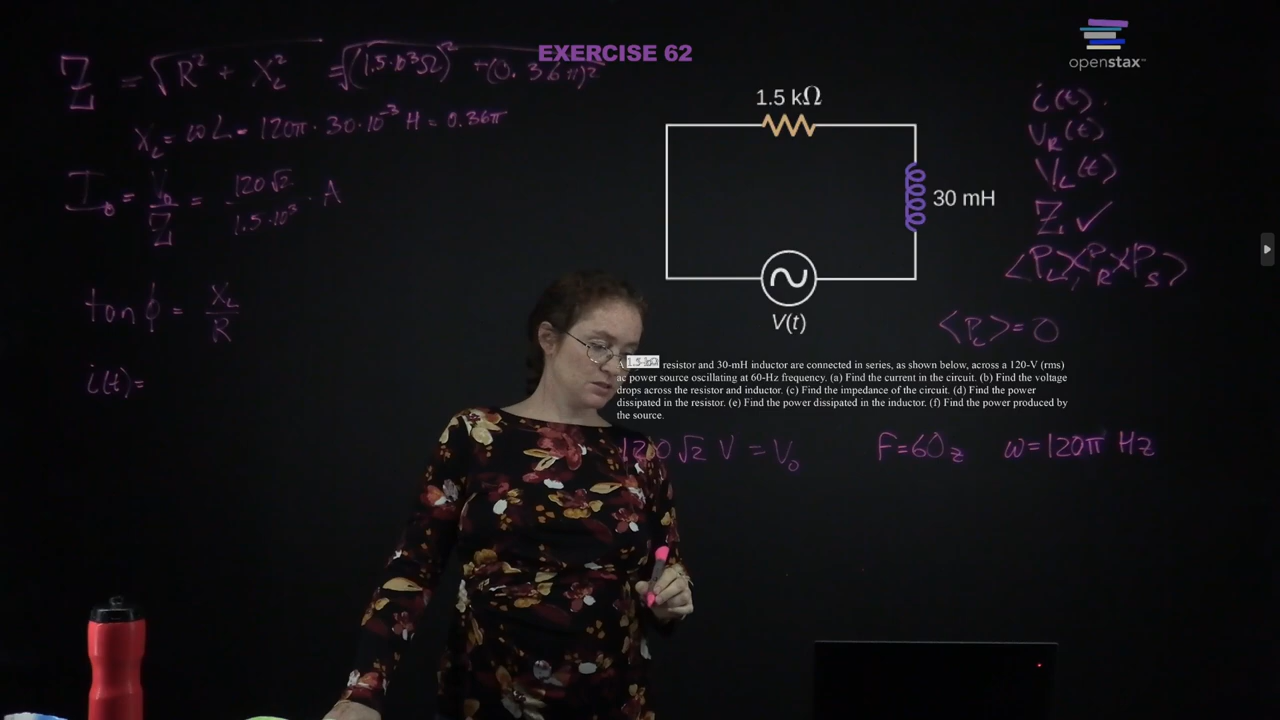 EXERCISE 62
openstax™
Z = √R² + X_L² = √(1.5·10³Ω)² + (0.36π)²
X_L = ωL = 120π · 30·10⁻³ H = 0.36π
I₀ = V₀/Z = 120√2/1.5·10³ · A
tan ϕ = X_L/R
i(t) =
1.5 kΩ
30 mH
V(t)
i(t).
V_R(t)
V_L(t)
Z ✓
⟨P_L⟩,⟨P_R⟩⟨P_S⟩
⟨P_L⟩ = 0
A 1.5-kΩ resistor and 30-mH inductor are connected in series, as shown below, across a 120-V (rms)
ac power source oscillating at 60-Hz frequency. (a) Find the current in the circuit. (b) Find the voltage
drops across the resistor and inductor. (c) Find the impedance of the circuit. (d) Find the power
dissipated in the resistor. (e) Find the power dissipated in the inductor. (f) Find the power produced by
the source.
120√2 V = V₀ F=60z ω=120π Hz